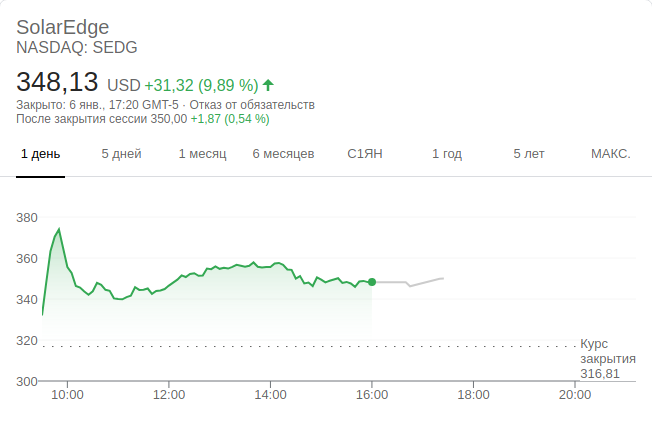 SolarEdge
NASDAQ: SEDG
348,13 USD +31,32 (9,89 %)
Закрыто: 6 янв., 17:20 GMT-5 · Отказ от обязательств
После закрытия сессии 350,00 +1,87 (0,54 %)
1 день 5 дней 1 месяц 6 месяцев С1ЯН 1 год 5 лет МАКС.
380
360
340
320
Курс
закрытия
316,81
300
10:00 12:00 14:00 16:00 18:00 20:00